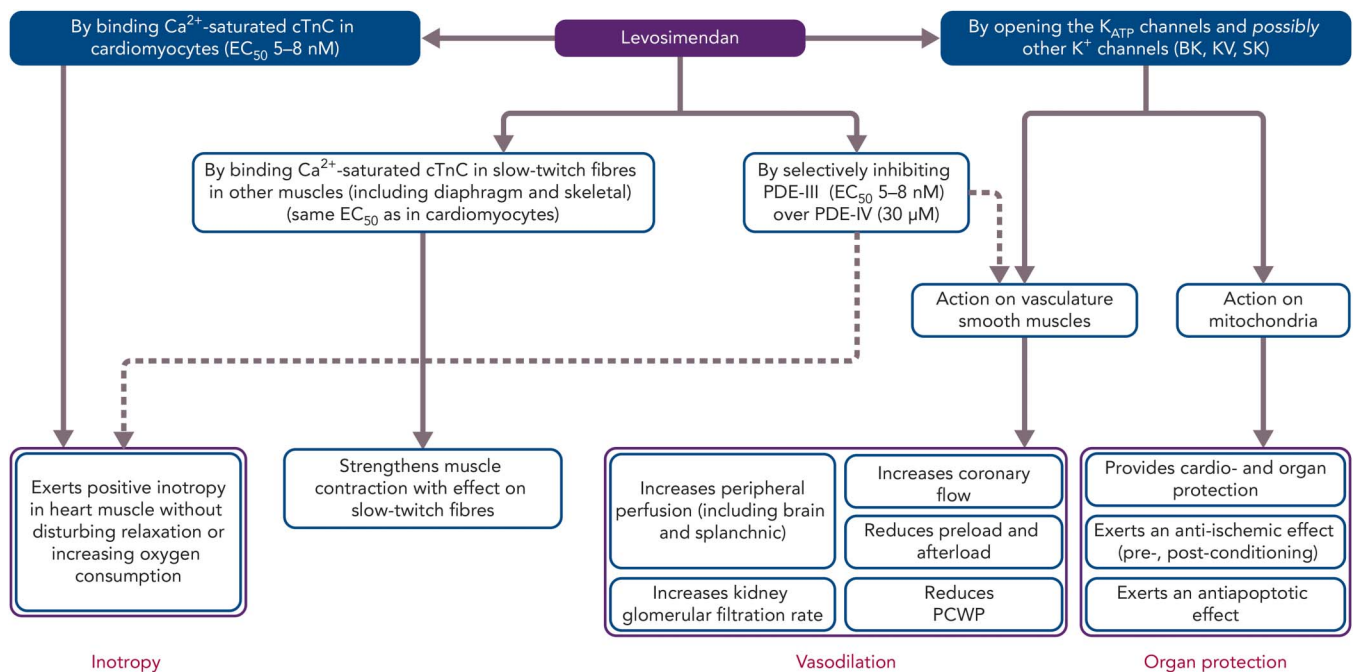 By binding Ca²⁺-saturated cTnC in
cardiomyocytes (EC₅₀ 5–8 nM)
Levosimendan
By opening the K_ATP channels and possibly
other K⁺ channels (BK, KV, SK)
By binding Ca²⁺-saturated cTnC in slow-twitch fibres
in other muscles (including diaphragm and skeletal)
(same EC₅₀ as in cardiomyocytes)
By selectively inhibiting
PDE-III (EC₅₀ 5–8 nM)
over PDE-IV (30 μM)
Action on vasculature
smooth muscles
Action on
mitochondria
Exerts positive inotropy
in heart muscle without
disturbing relaxation or
increasing oxygen
consumption
Strengthens muscle
contraction with effect on
slow-twitch fibres
Increases peripheral
perfusion (including brain
and splanchnic)
Increases coronary
flow
Reduces preload and
afterload
Increases kidney
glomerular filtration rate
Reduces
PCWP
Provides cardio- and organ
protection
Exerts an anti-ischemic effect
(pre-, post-conditioning)
Exerts an antiapoptotic
effect
Inotropy
Vasodilation
Organ protection